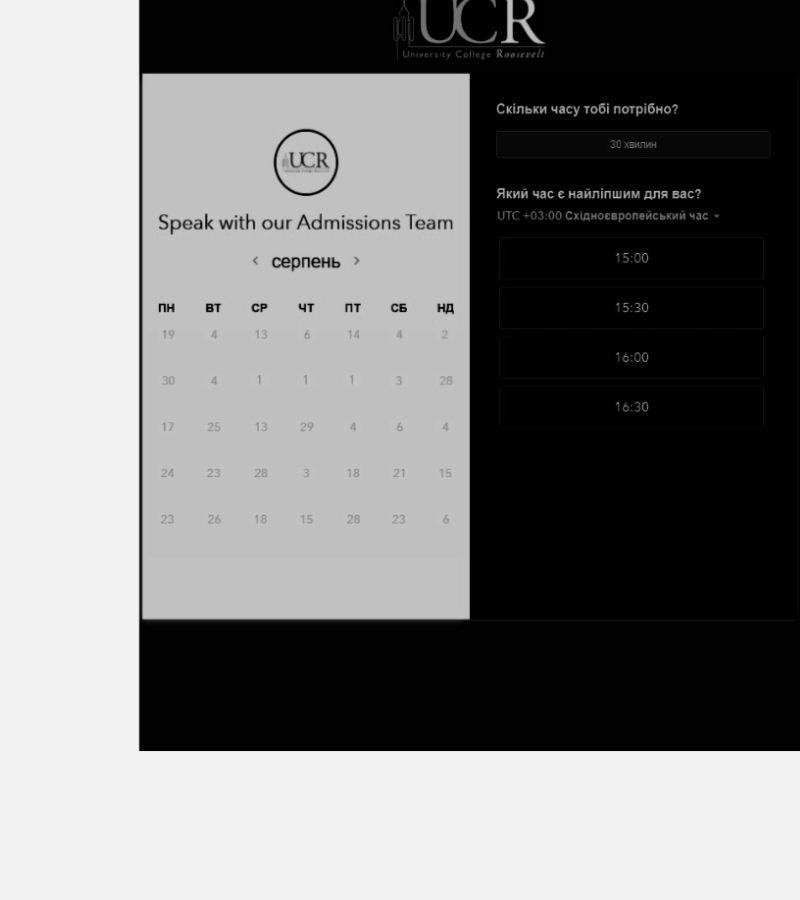 UCR
University College Roosevelt
UCR
Speak with our Admissions Team
‹ серпень ›
ПН ВТ СР ЧТ ПТ СБ НД
19 4 13 6 14 4 2
30 4 1 1 1 3 28
17 25 13 29 4 6 4
24 23 28 3 18 21 15
23 26 18 15 28 23 6
Скільки часу тобі потрібно?
30 хвилин
Який час є найліпшим для вас?
UTC +03:00 Східноєвропейський час
15:00
15:30
16:00
16:30